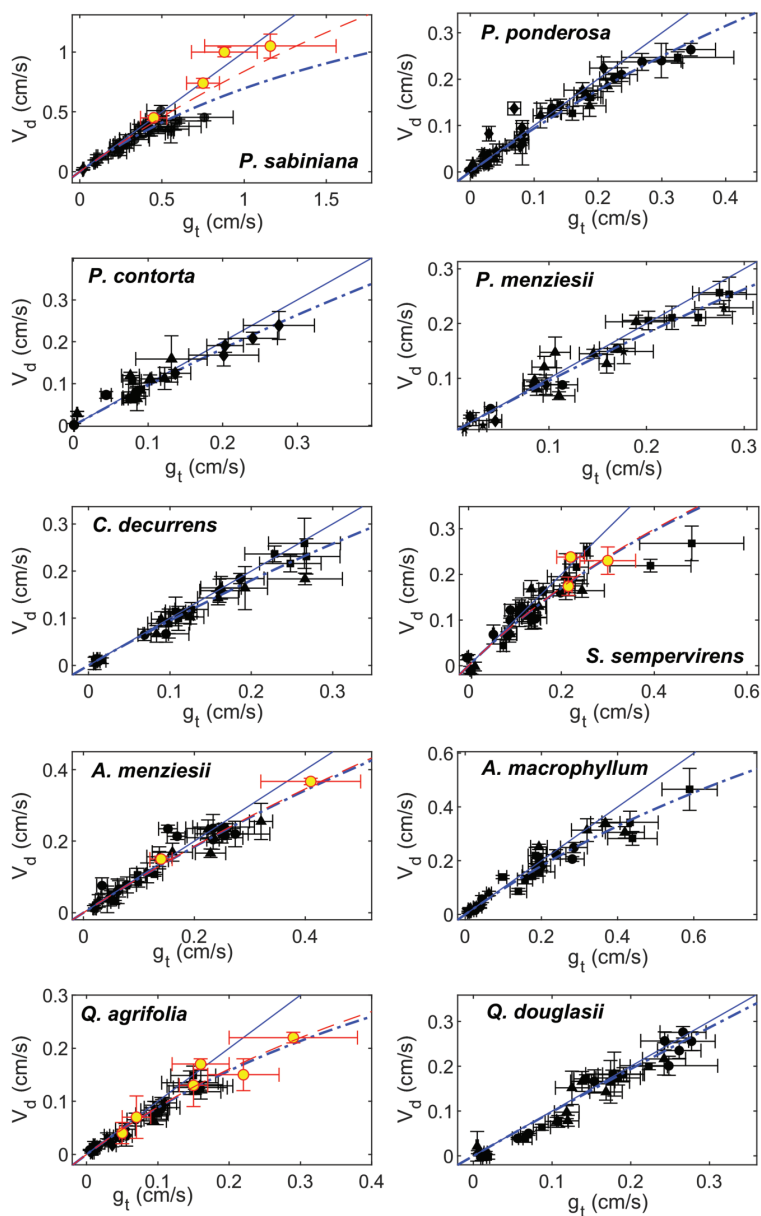 P. sabiniana
V_d (cm/s)
1
0.5
0
0 0.5 1 1.5
g_t (cm/s)
P. ponderosa
V_d (cm/s)
0.3
0.2
0.1
0
0 0.1 0.2 0.3 0.4
g_t (cm/s)
P. contorta
V_d (cm/s)
0.3
0.2
0.1
0
0 0.1 0.2 0.3
g_t (cm/s)
P. menziesii
V_d (cm/s)
0.3
0.2
0.1
0.1 0.2 0.3
g_t (cm/s)
C. decurrens
V_d (cm/s)
0.3
0.2
0.1
0
0 0.1 0.2 0.3
g_t (cm/s)
S. sempervirens
V_d (cm/s)
0.3
0.2
0.1
0
0 0.2 0.4 0.6
g_t (cm/s)
A. menziesii
V_d (cm/s)
0.4
0.2
0
0 0.2 0.4
g_t (cm/s)
A. macrophyllum
V_d (cm/s)
0.6
0.4
0.2
0
0 0.2 0.4 0.6
g_t (cm/s)
Q. agrifolia
V_d (cm/s)
0.3
0.2
0.1
0
0 0.1 0.2 0.3 0.4
g_t (cm/s)
Q. douglasii
V_d (cm/s)
0.3
0.2
0.1
0
0 0.1 0.2 0.3
g_t (cm/s)